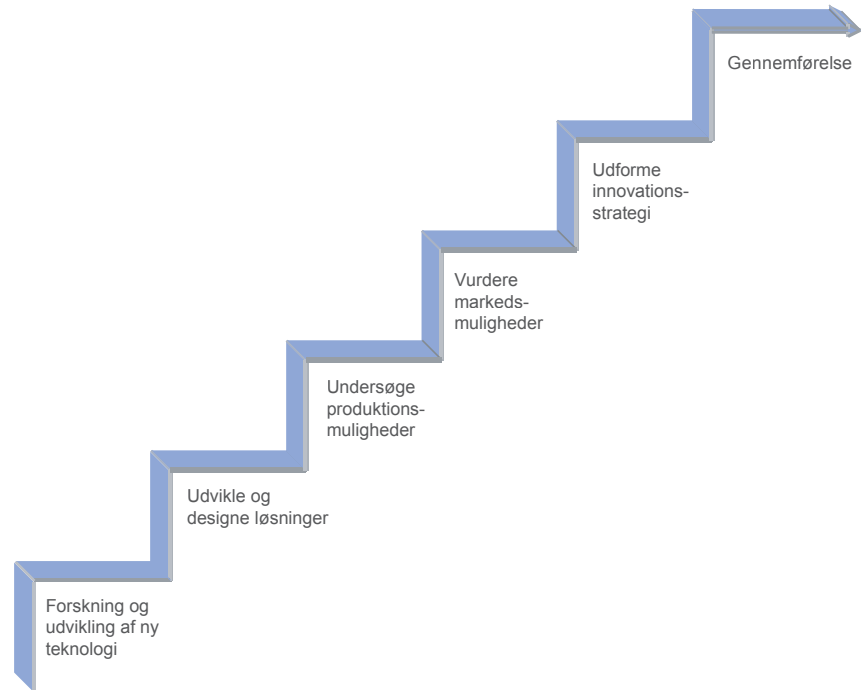 Gennemførelse
Udforme
innovations-
strategi
Vurdere
markeds-
muligheder
Undersøge
produktions-
muligheder
Udvikle og
designe løsninger
Forskning og
udvikling af ny
teknologi